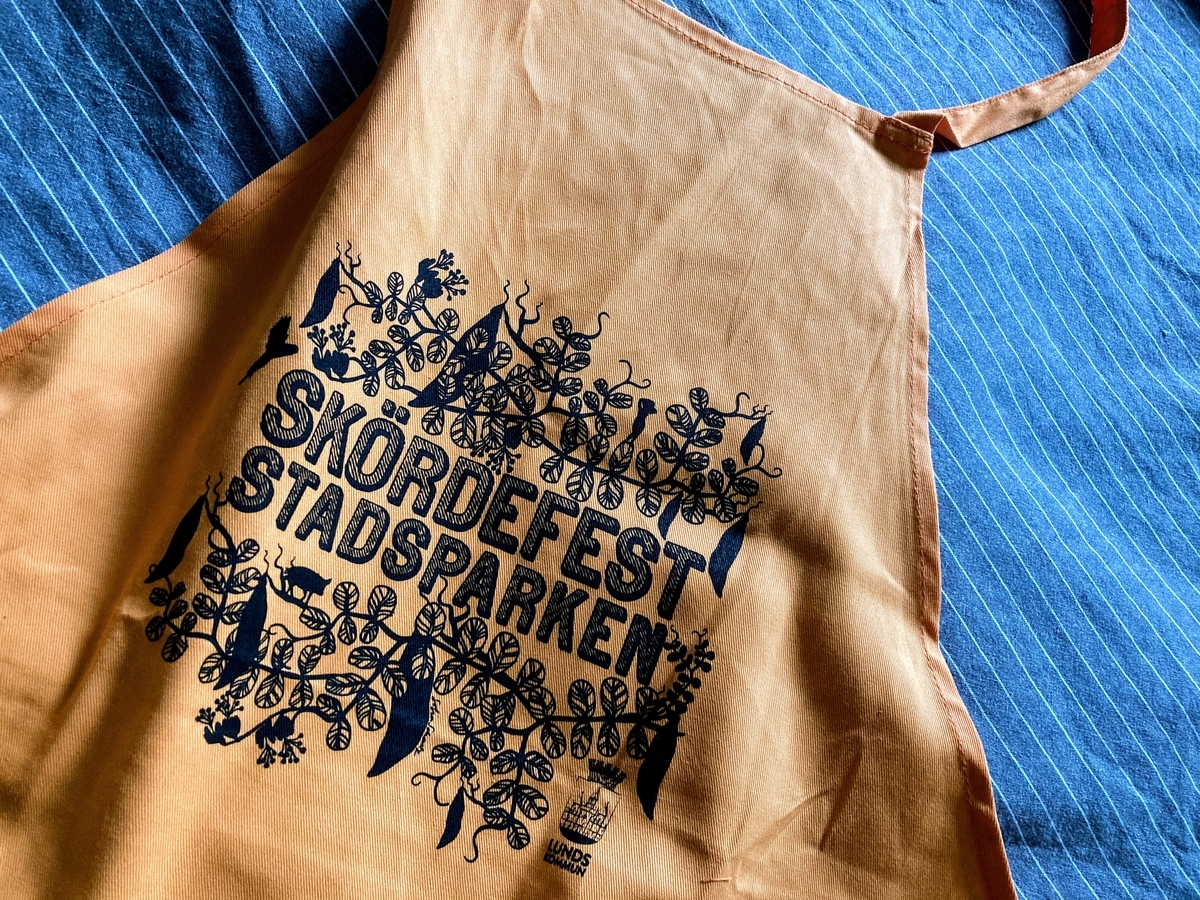 SKÖRDEFEST
STADSPARKEN
LUNDS
KOMMUN